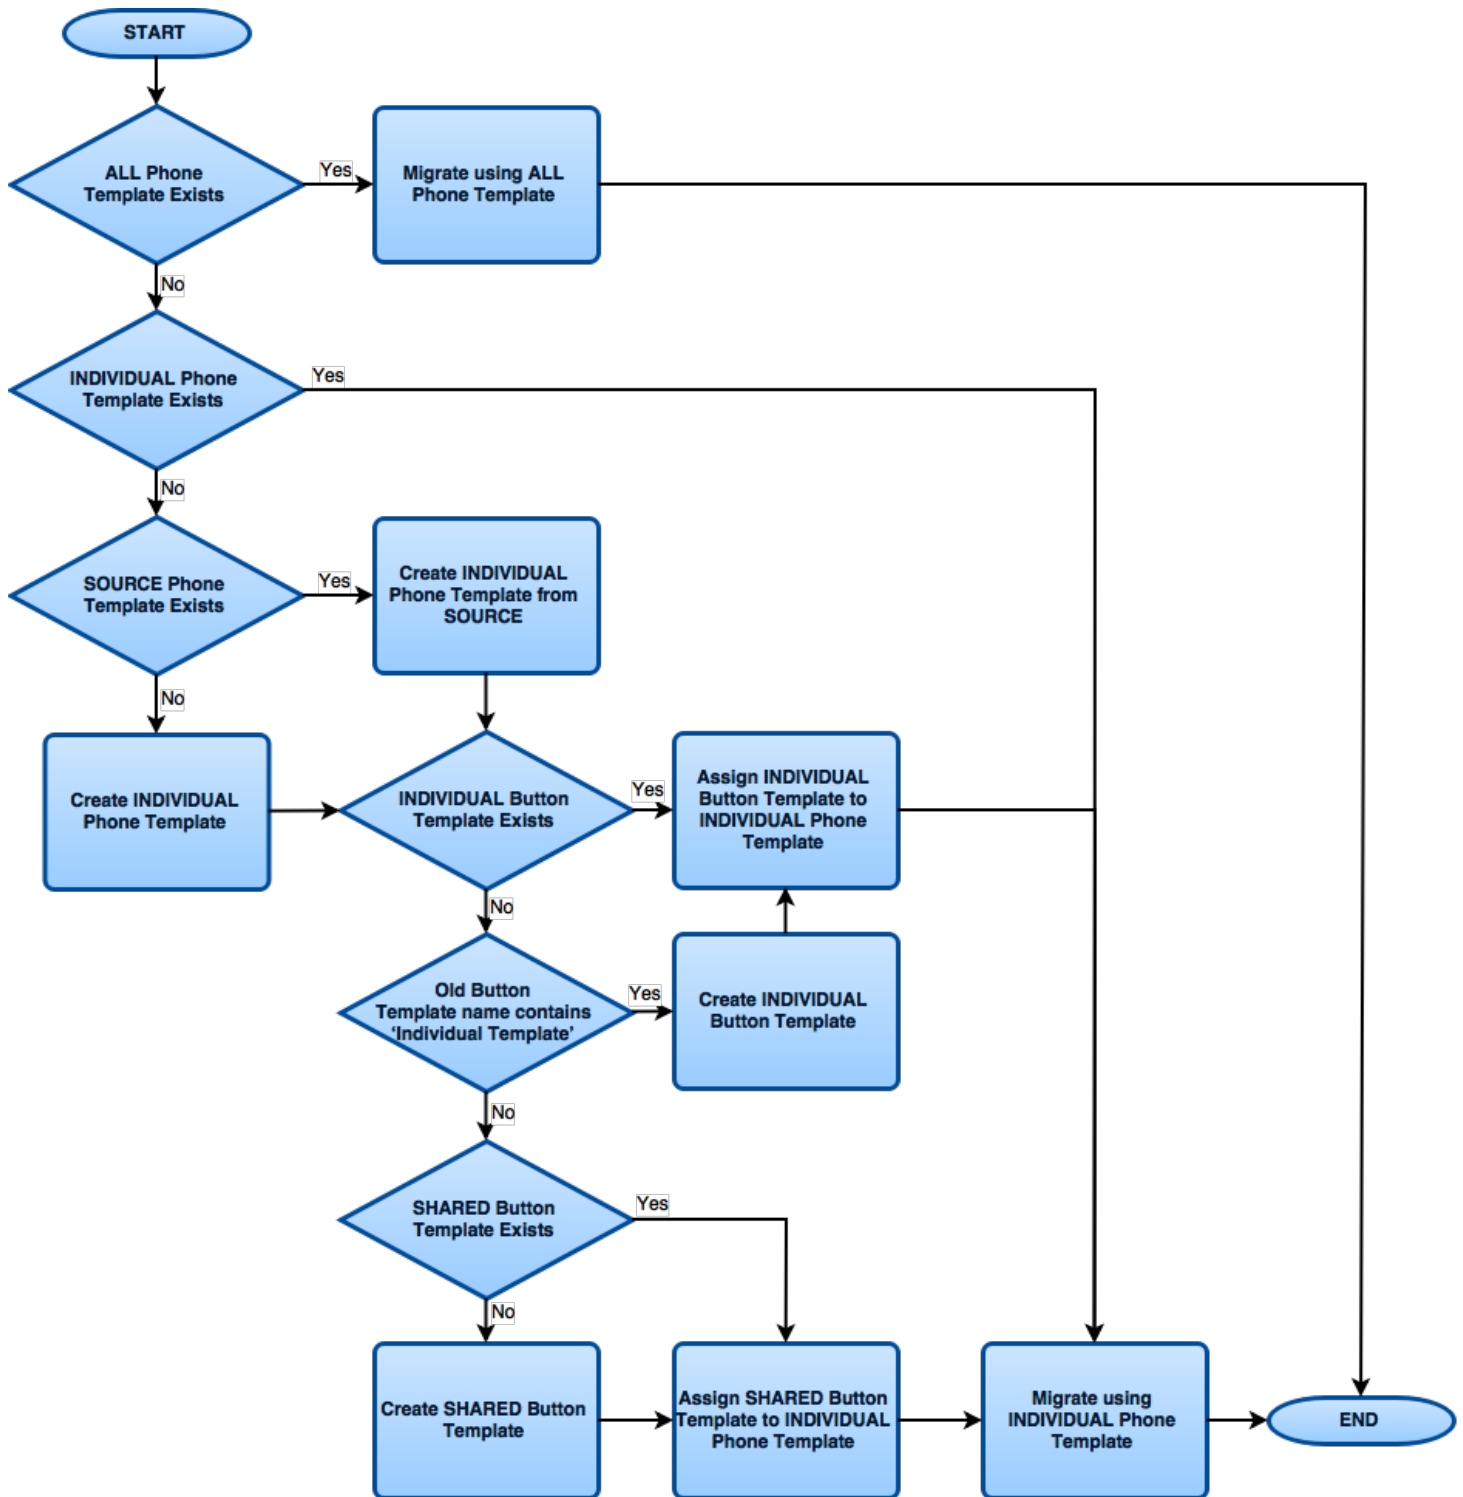 START
ALL Phone
Template Exists
Yes
Migrate using ALL
Phone Template
No
INDIVIDUAL Phone
Template Exists
Yes
No
SOURCE Phone
Template Exists
Yes
Create INDIVIDUAL
Phone Template from
SOURCE
No
Create INDIVIDUAL
Phone Template
INDIVIDUAL Button
Template Exists
Yes
Assign INDIVIDUAL
Button Template to
INDIVIDUAL Phone
Template
No
Old Button
Template name contains
‘Individual Template’
Yes
Create INDIVIDUAL
Button Template
No
SHARED Button
Template Exists
Yes
No
Create SHARED Button
Template
Assign SHARED Button
Template to INDIVIDUAL
Phone Template
Migrate using
INDIVIDUAL Phone
Template
END